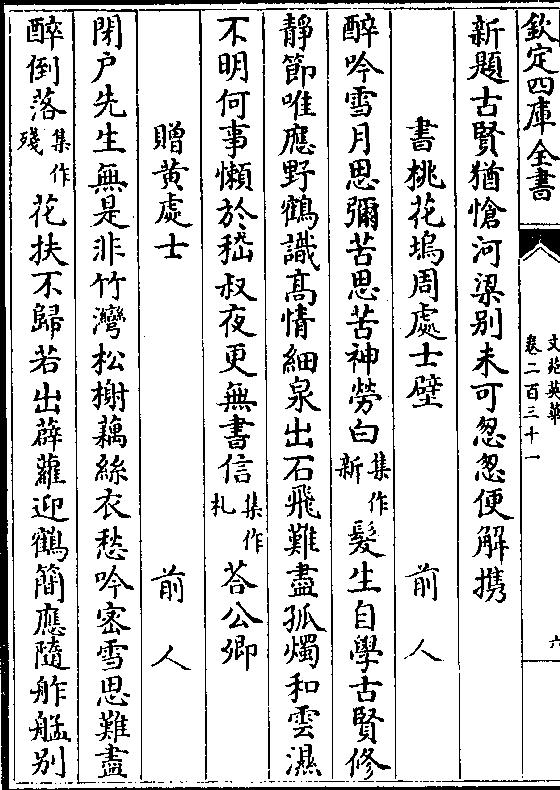 欽定四庫全書
文苑英華
卷二百三十一
六
新題古賢猶愴河梁别未可怱怱便解携
書桃花塢周處士壁 前人
醉吟雪月思彌苦思苦神勞白集作新髮生自學古賢修
靜節唯應野鶴識高情細泉出石飛難盡孤燭和雲濕
不明何事懶於嵇叔夜更無書信集作札荅公卿
贈黃處士 前人
閉戶先生無是非竹灣松樹藕絲衣愁吟密雪思難盡
醉倒落集作殘花扶不歸若出薜蘿迎鶴簡應隨舴艋别